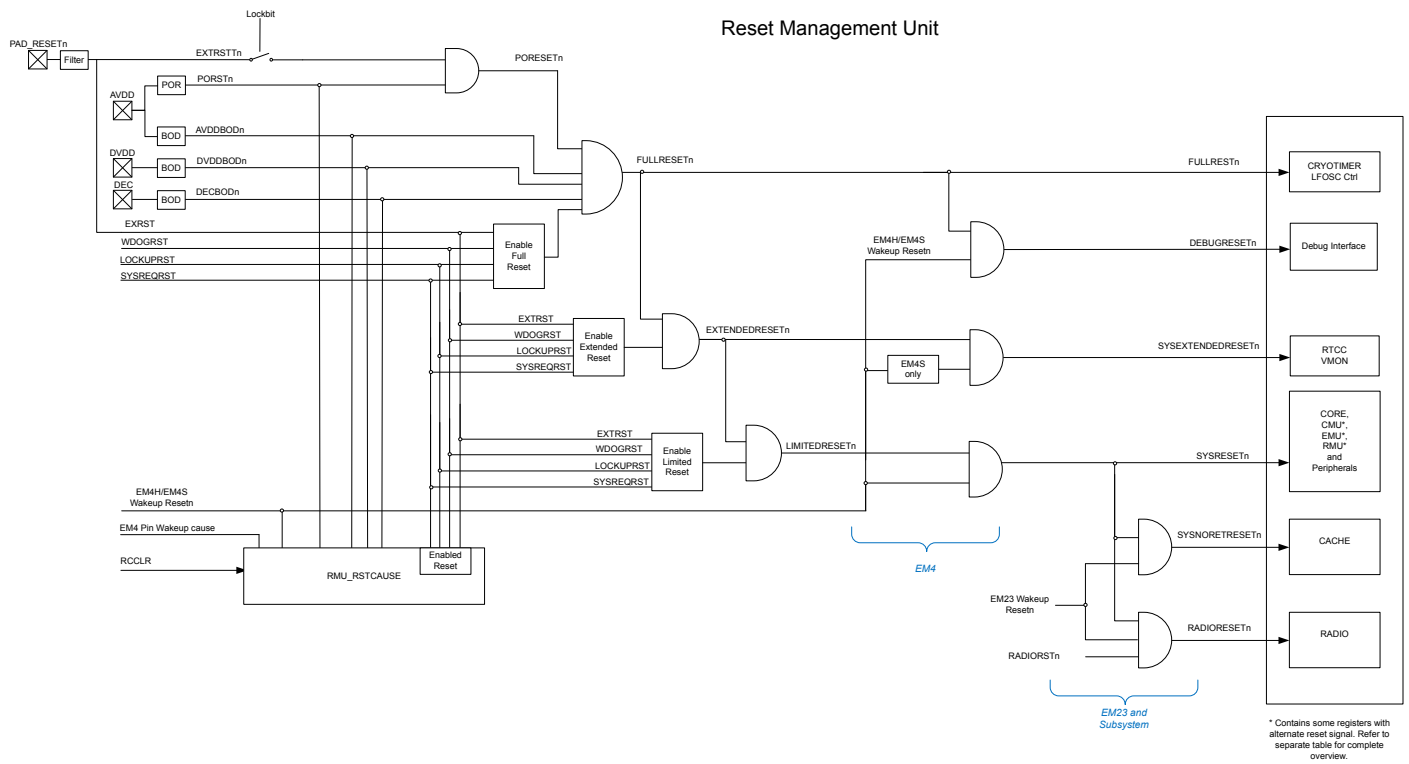 Reset Management Unit
Lockbit
PAD_RESETn
Filter
EXTRSTTn
PORESETn
POR
PORSTn
AVDD
BOD
AVDDBODn
DVDD
BOD
DVDDBODn
DEC
BOD
DECBODn
FULLRESETn
FULLRESTn
CRYOTIMER
LFOSC Ctrl
EXRST
WDOGRST
LOCKUPRST
SYSREQRST
Enable
Full
Reset
EM4H/EM4S
Wakeup Resetn
DEBUGRESETn
Debug Interface
EXTRST
WDOGRST
LOCKUPRST
SYSREQRST
Enable
Extended
Reset
EXTENDEDRESETn
EM4S
only
SYSEXTENDEDRESETn
RTCC
VMON
EXTRST
WDOGRST
LOCKUPRST
SYSREQRST
Enable
Limited
Reset
LIMITEDRESETn
SYSRESETn
CORE,
CMU*,
EMU*,
RMU*
and
Peripherals
EM4H/EM4S
Wakeup Resetn
EM4 Pin Wakeup cause
RCCLR
RMU_RSTCAUSE
Enabled
Reset
EM4
SYSNORETRESETn
CACHE
EM23 Wakeup
Resetn
RADIORSTn
RADIORESETn
RADIO
EM23 and
Subsystem
* Contains some registers with
alternate reset signal. Refer to
separate table for complete
overview.